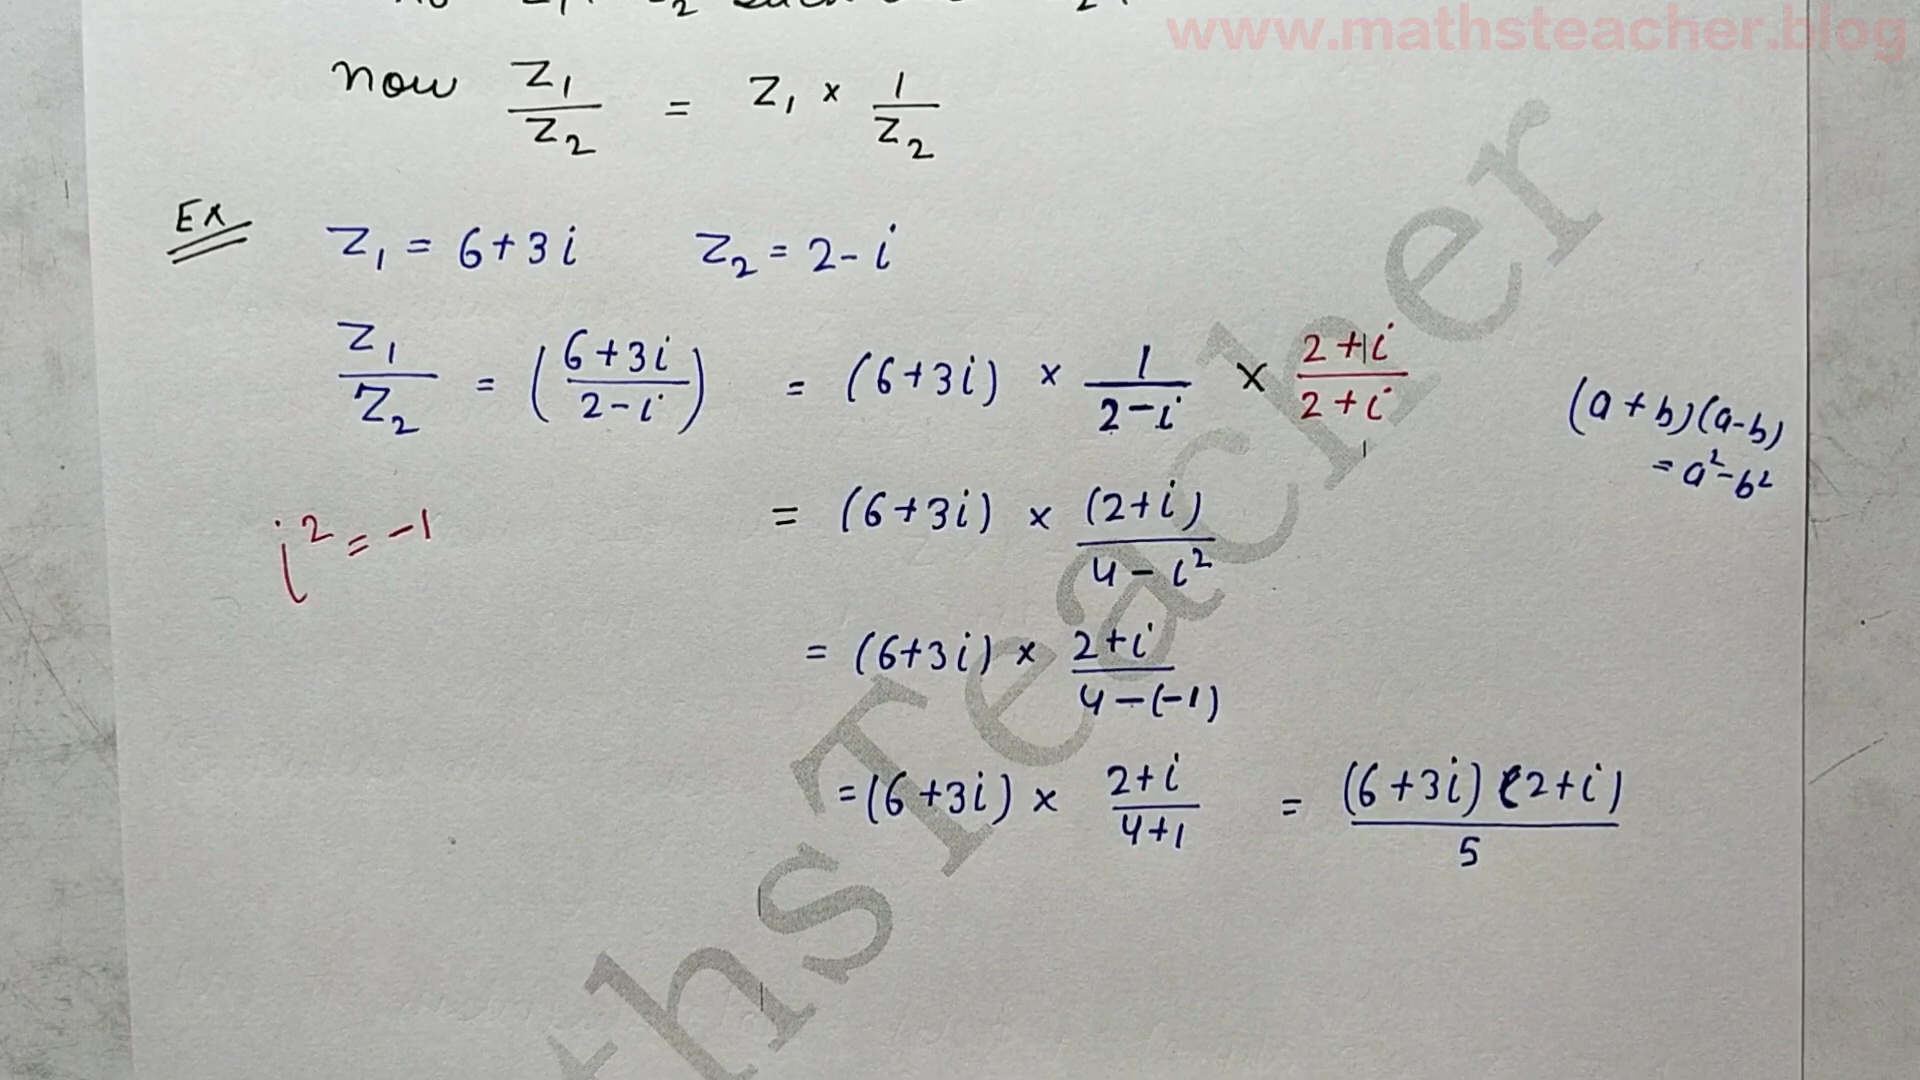 www.mathsteacher.blog
Now Z₁/Z₂ = Z₁ × 1/Z₂
Ex Z₁ = 6+3i Z₂ = 2-i
Z₁/Z₂ = ((6+3i)/(2-i)) = (6+3i) × 1/(2-i) × (2+i)/(2+i)
(a+b)(a-b)
= a²-b²
i² = -1
= (6+3i) × (2+i)/(4-i²)
= (6+3i) × (2+i)/(4-(-1))
= (6+3i) × (2+i)/(4+1) = (6+3i)(2+i)/5
thsTeacher